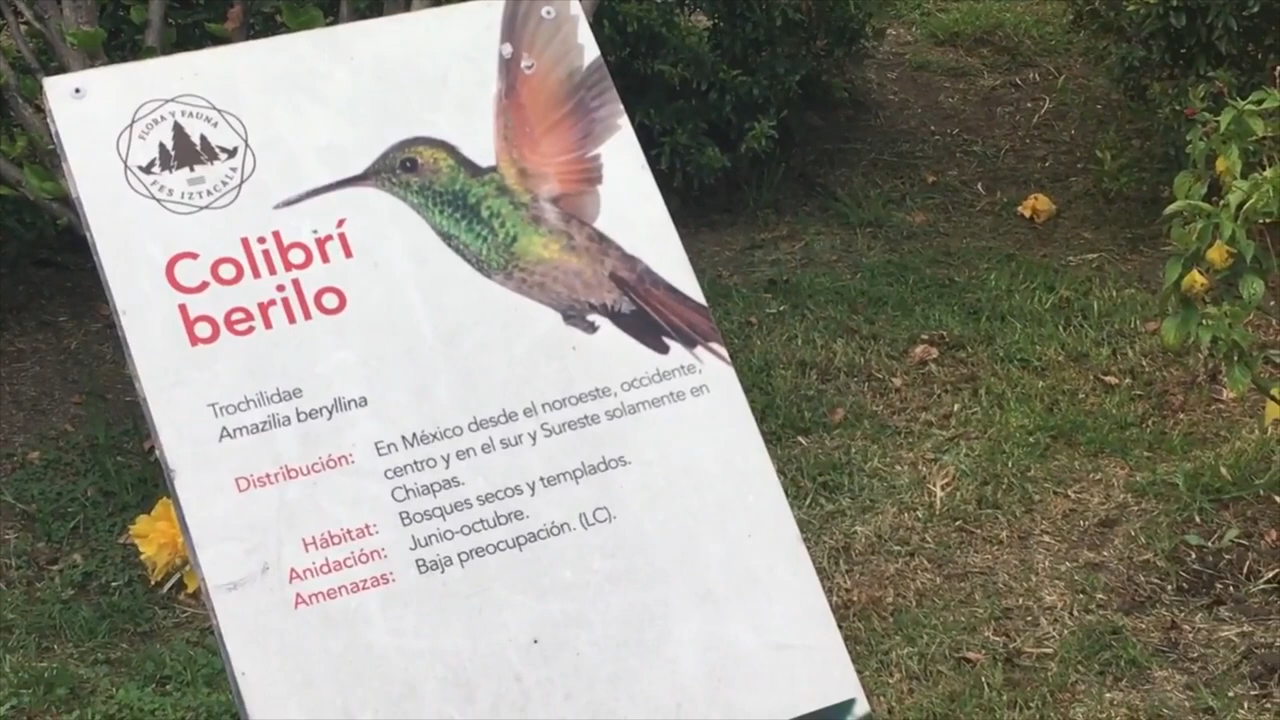 FLORA Y FAUNA
FES IZTACALA
Colibrí
berilo
Trochilidae
Amazilia beryllina
Distribución: En México desde el noroeste, occidente,
centro y en el sur y Sureste solamente en
Chiapas.
Hábitat: Bosques secos y templados.
Anidación: Junio-octubre.
Amenazas: Baja preocupación. (LC).